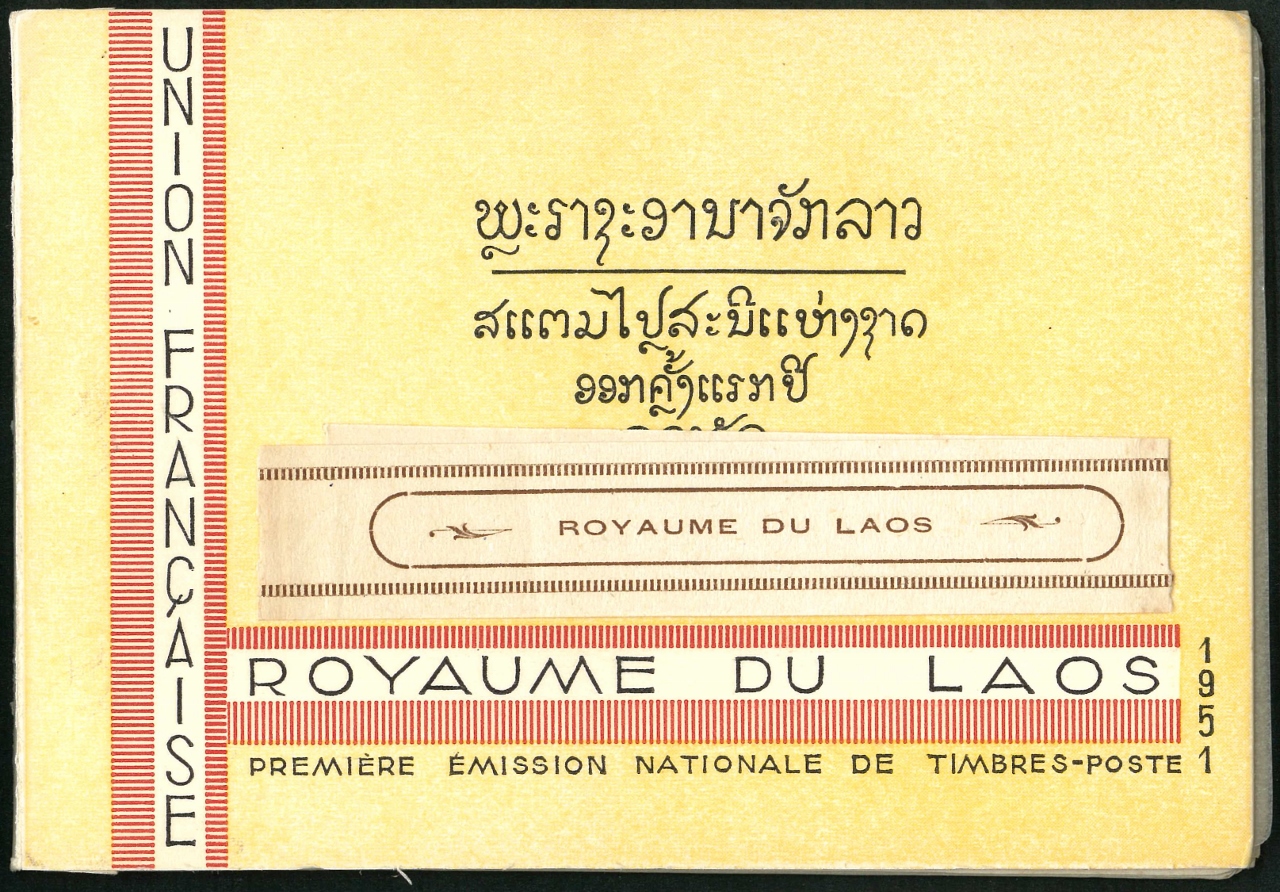 UNION FRANÇAISE
ພຼະຣາຊະອານາຈັກລາວ
ສແຕມໄປສະນີແຫ່ງຊາດ
ອອກຄັ້ງແຣກປີ
ROYAUME DU LAOS
ROYAUME DU LAOS
1951
PREMIÈRE ÉMISSION NATIONALE DE TIMBRES-POSTE